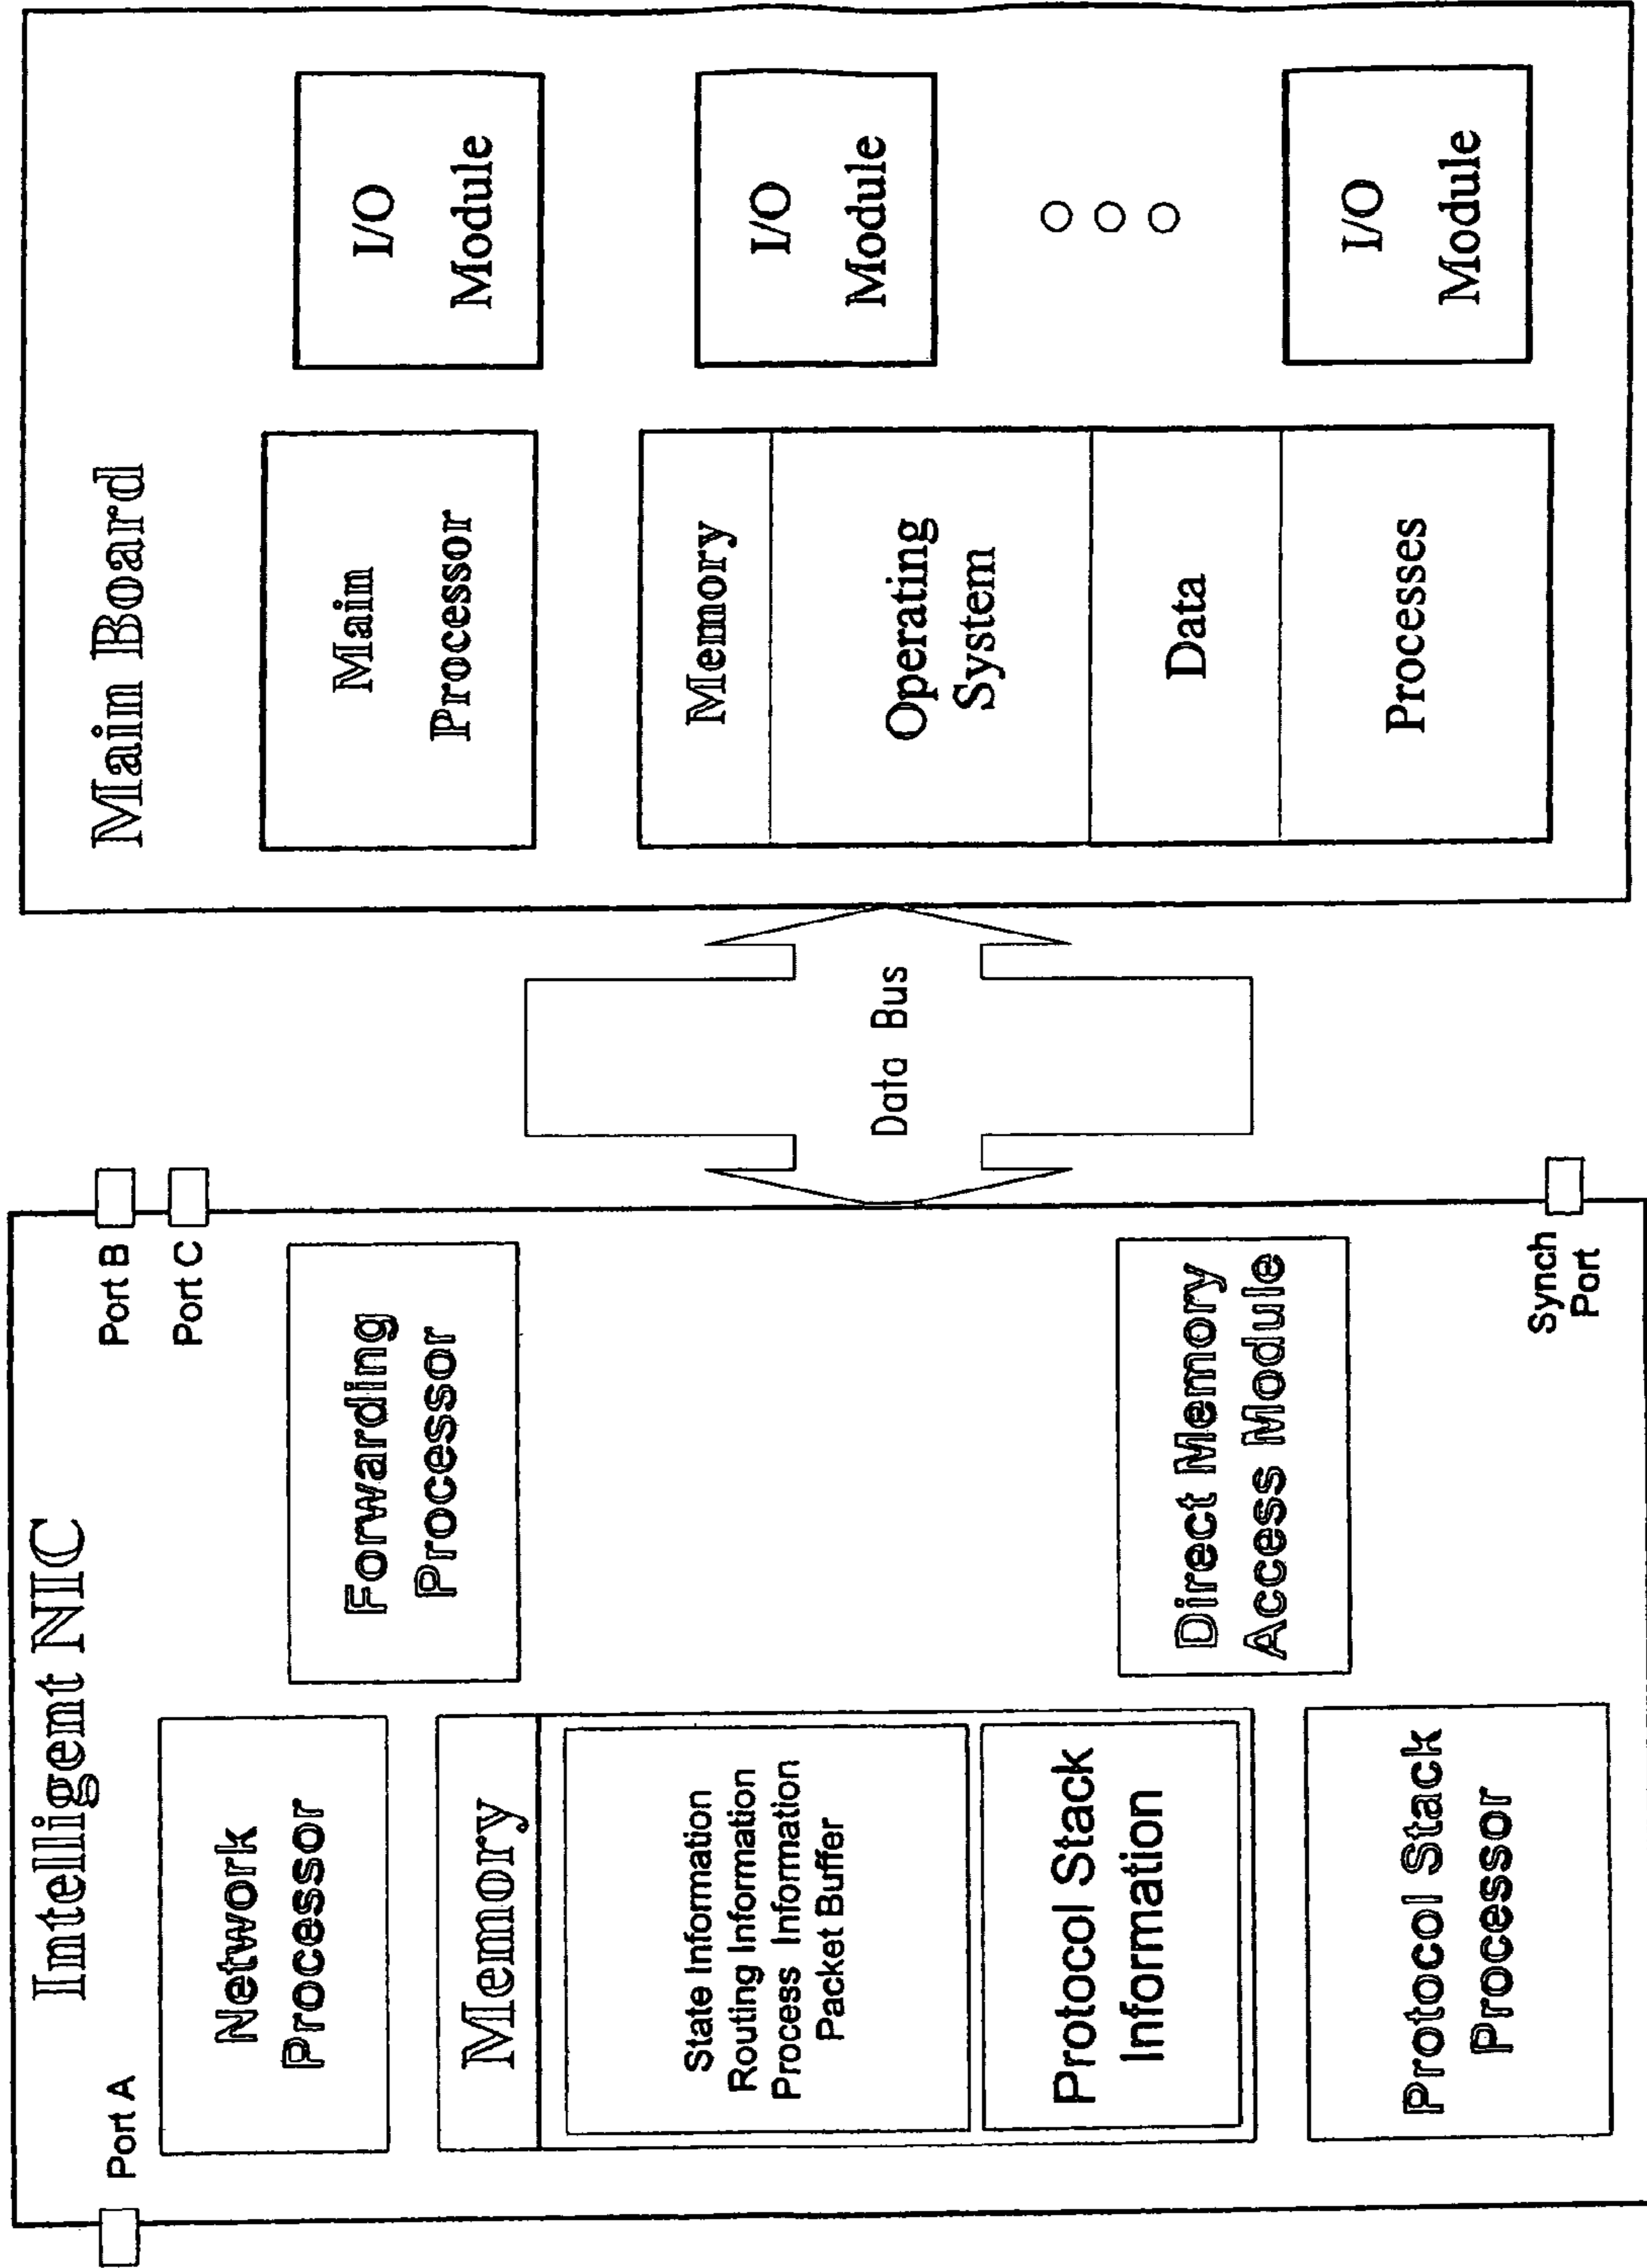 Intelligent NIC
Port A
Port B
Port C
Network
Processor
Forwarding
Processor
Memory
State Information
Routing Information
Process Information
Packet Buffer
Protocol Stack
Information
Direct Memory
Access Module
Protocol Stack
Processor
Synch
Port
Data Bus
Main Board
Main
Processor
Memory
Operating
System
Data
Processes
I/O
Module
I/O
Module
I/O
Module